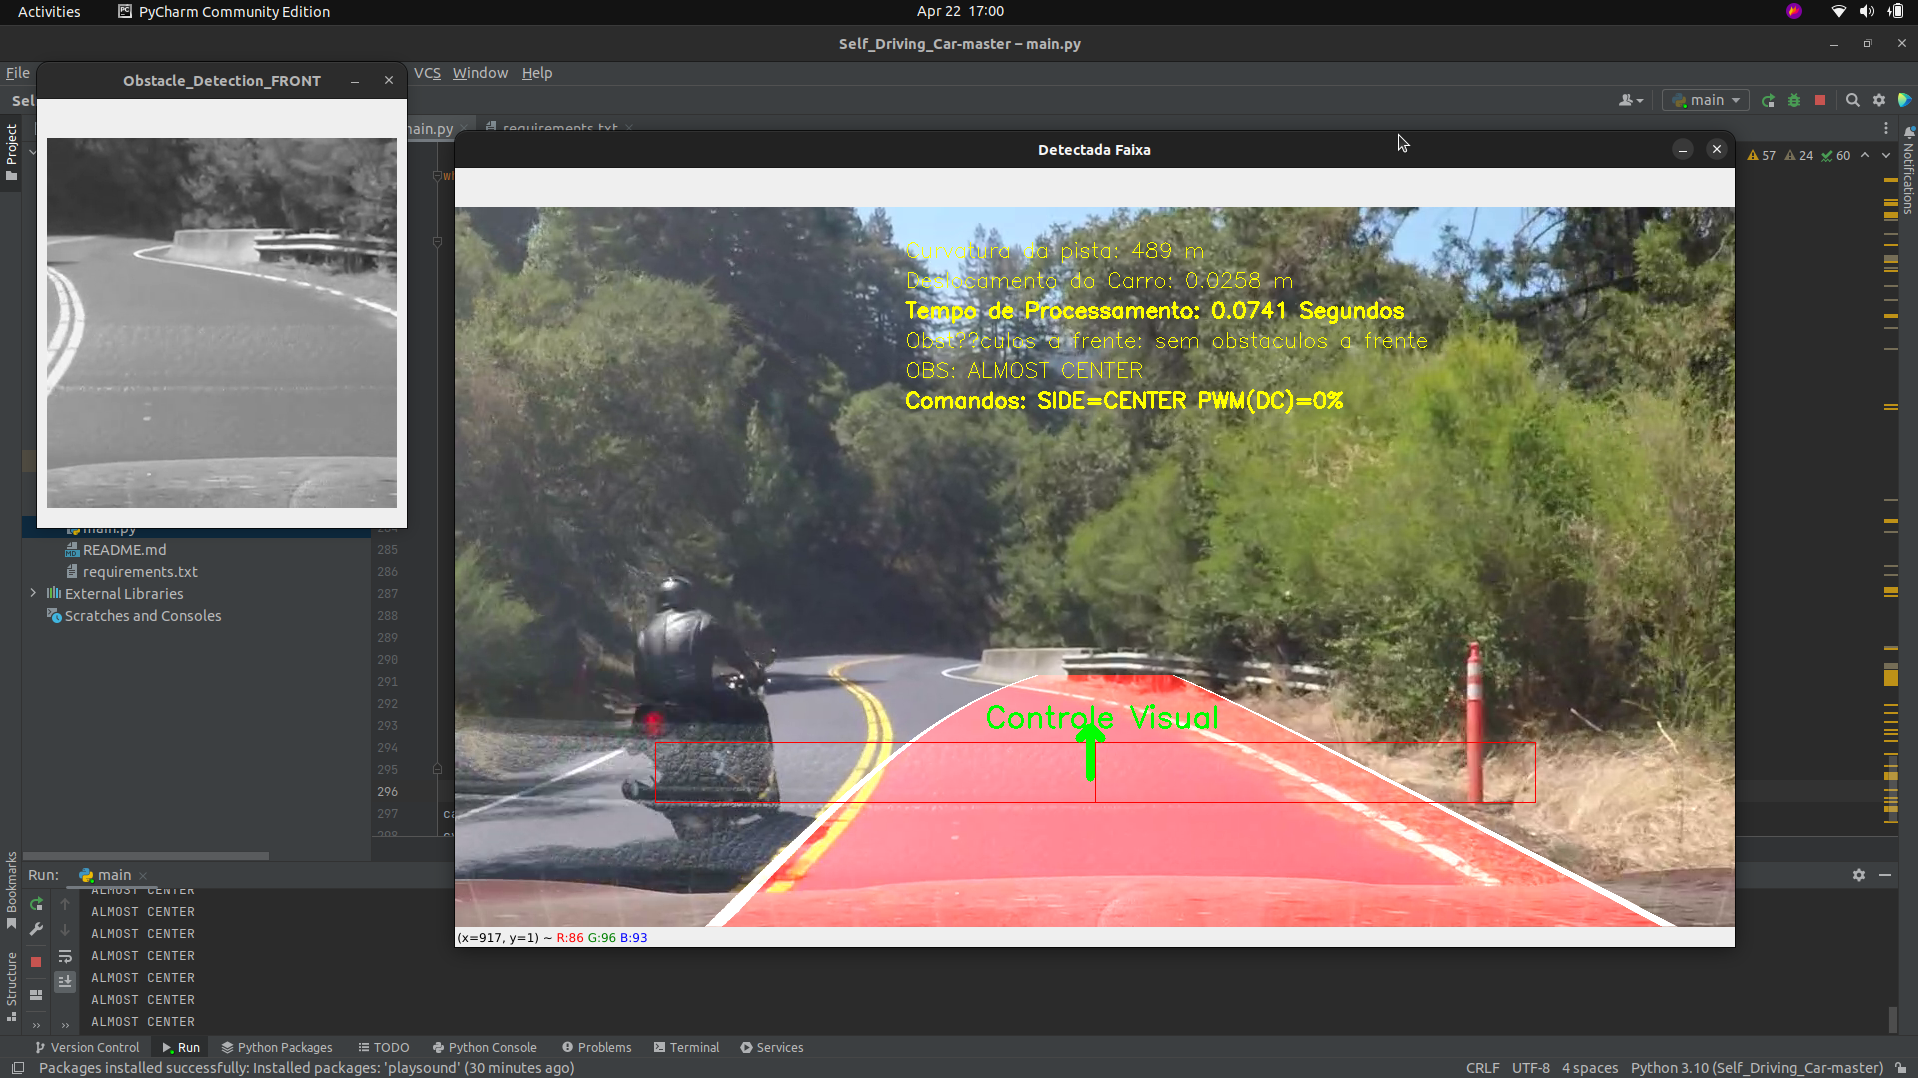 Activities
PyCharm Community Edition
Apr 22 17:00
Self_Driving_Car-master – main.py
File
VCS
Window
Help
Obstacle_Detection_FRONT
Sel
main
main.py
requirements.txt
Project
Notifications
57
24
60
Detectada Faixa
Curvatura da pista: 489 m
Deslocamento do Carro: 0.0258 m
Tempo de Processamento: 0.0741 Segundos
Obst??culos a frente: sem obstaculos a frente
OBS: ALMOST CENTER
Comandos: SIDE=CENTER PWM(DC)=0%
Controle Visual
(x=917, y=1) ~ R:86 G:96 B:93
main.py
README.md
requirements.txt
External Libraries
Scratches and Consoles
285
286
287
288
289
290
291
292
293
294
295
296
297
298
Run:
main
Bookmarks
Structure
ALMOST CENTER
ALMOST CENTER
ALMOST CENTER
ALMOST CENTER
ALMOST CENTER
ALMOST CENTER
ALMOST CENTER
Version Control
Run
Python Packages
TODO
Python Console
Problems
Terminal
Services
Packages installed successfully: Installed packages: 'playsound' (30 minutes ago)
CRLF
UTF-8
4 spaces
Python 3.10 (Self_Driving_Car-master)